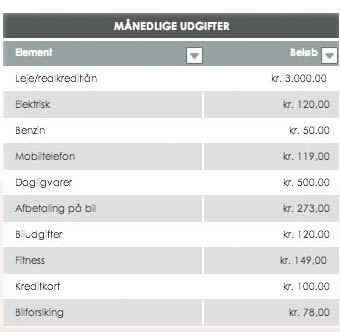 MÅNEDLIGE UDGIFTER
Element Beløb
Leje/realkreditlån kr. 3.000,00
Elektrisk kr. 120,00
Benzin kr. 50,00
Mobiltelefon kr. 119,00
Dagligvarer kr. 500,00
Afbetaling på bil kr. 273,00
Biludgifter kr. 120,00
Fitness kr. 149,00
Kreditkort kr. 100,00
Bilforsiking kr. 78,00